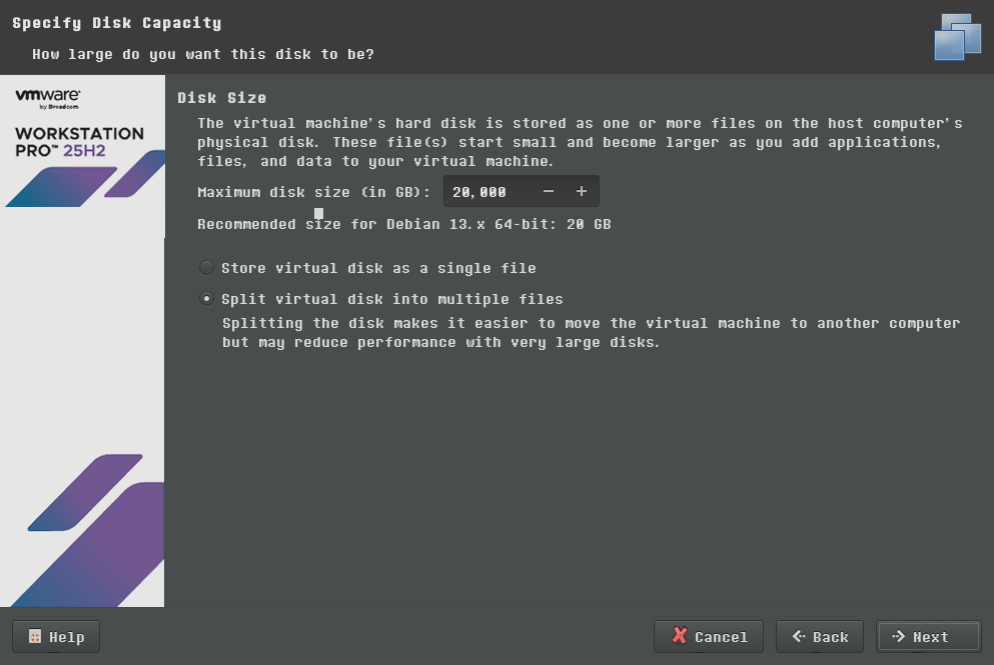 Specify Disk Capacity
How large do you want this disk to be?
vmware
by Broadcom
WORKSTATION
PRO™ 25H2
Disk Size
The virtual machine's hard disk is stored as one or more files on the host computer's
physical disk. These file(s) start small and become larger as you add applications,
files, and data to your virtual machine.
Maximum disk size (in GB): 20,000 − +
Recommended size for Debian 13.x 64-bit: 20 GB
Store virtual disk as a single file
Split virtual disk into multiple files
Splitting the disk makes it easier to move the virtual machine to another computer
but may reduce performance with very large disks.
Help Cancel Back Next